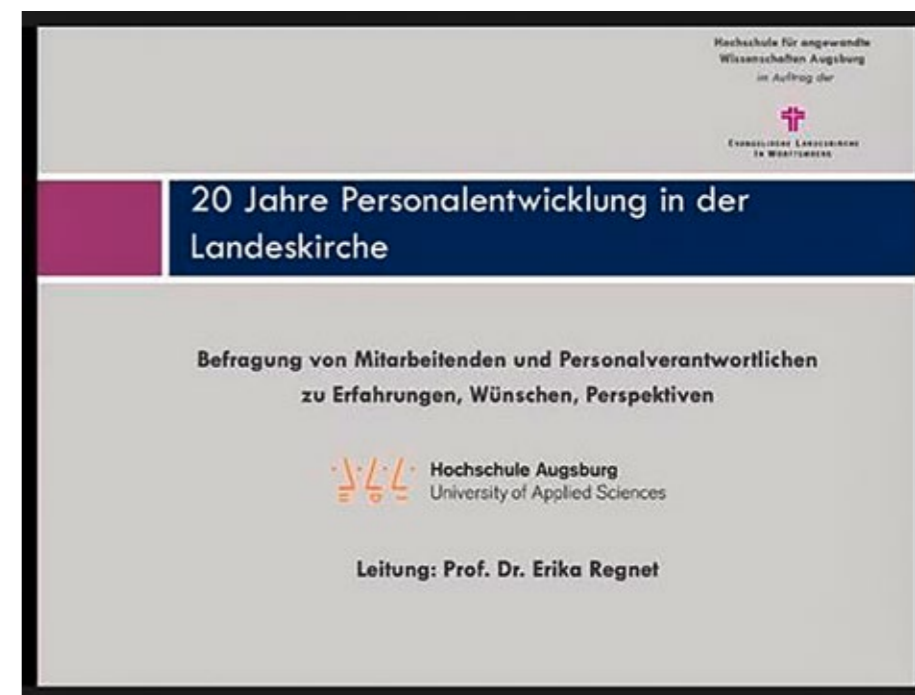 Hochschule für angewandte
Wissenschaften Augsburg
im Auftrag der
EVANGELISCHE LANDESKIRCHE
IN WÜRTTEMBERG
20 Jahre Personalentwicklung in der
Landeskirche
Befragung von Mitarbeitenden und Personalverantwortlichen
zu Erfahrungen, Wünschen, Perspektiven
Hochschule Augsburg
University of Applied Sciences
Leitung: Prof. Dr. Erika Regnet